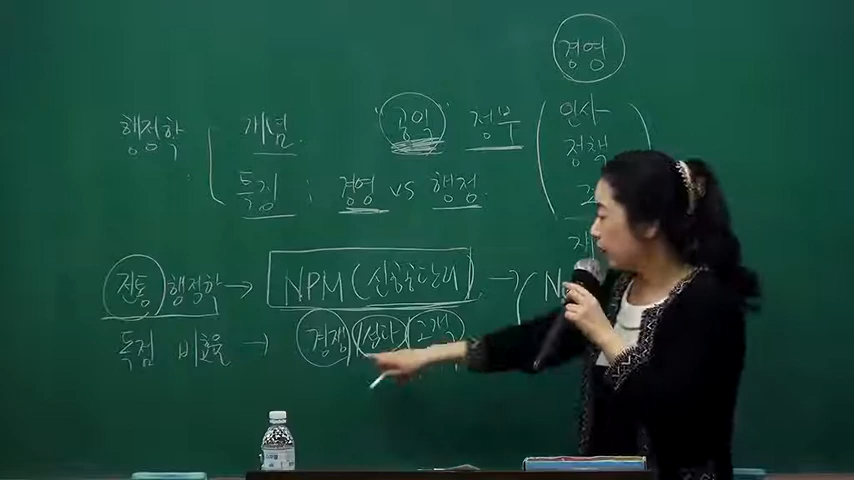 경영
행정학 개념 "공익" 정부 인사
정책
특징 : 경영 vs 행정
전통 행정학 → NPM (신공공관리) → N
독점 비효율 → 경쟁 / 성과 / 고객